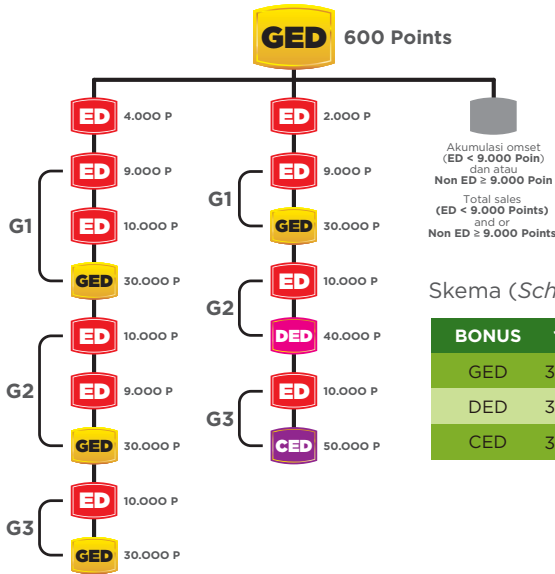 GED 600 Points
ED 4.000 P
ED 9.000 P
G1
ED 10.000 P
GED 30.000 P
ED 10.000 P
G2
ED 9.000 P
GED 30.000 P
ED 10.000 P
G3
GED 30.000 P
ED 2.000 P
ED 9.000 P
G1
GED 30.000 P
ED 10.000 P
G2
DED 40.000 P
ED 10.000 P
G3
CED 50.000 P
Akumulasi omset
(ED < 9.000 Poin)
dan atau
Non ED ≥ 9.000 Poin
Total sales
(ED < 9.000 Points)
and or
Non ED ≥ 9.000 Points
Skema (Sch
BONUS
GED 3
DED 3
CED 3